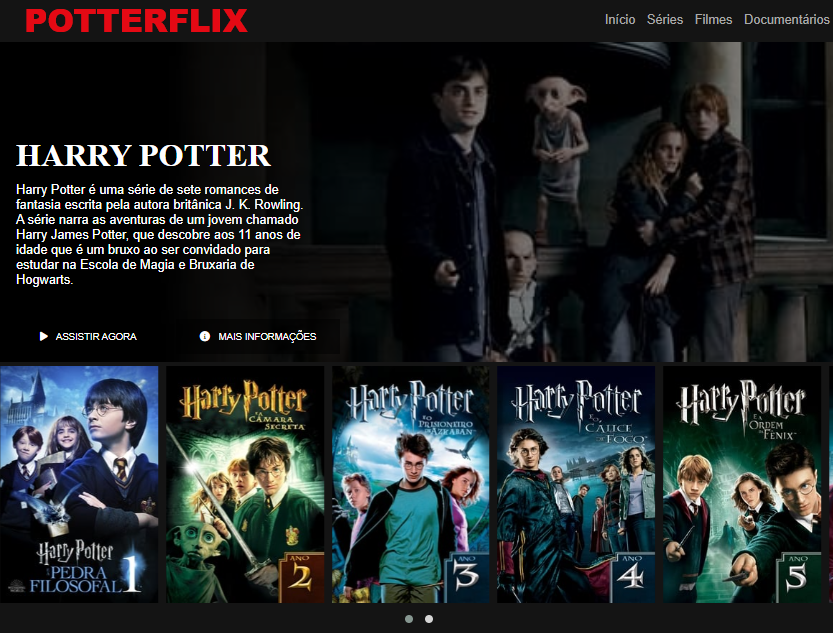 POTTERFLIX
Início Séries Filmes Documentários
HARRY POTTER
Harry Potter é uma série de sete romances de
fantasia escrita pela autora britânica J. K. Rowling.
A série narra as aventuras de um jovem chamado
Harry James Potter, que descobre aos 11 anos de
idade que é um bruxo ao ser convidado para
estudar na Escola de Magia e Bruxaria de
Hogwarts.
ASSISTIR AGORA
MAIS INFORMAÇÕES
Harry Potter
PEDRA
FILOSOFAL 1
Harry Potter
E A
CÂMARA
SECRETA
ANO
2
Harry Potter
E O
PRISIONEIRO
DE AZKABAN
ANO
3
Harry Potter
E O
CÁLICE
DE FOGO
ANO
4
Harry Potter
E A
ORDEM
DA FENIX
ANO
5